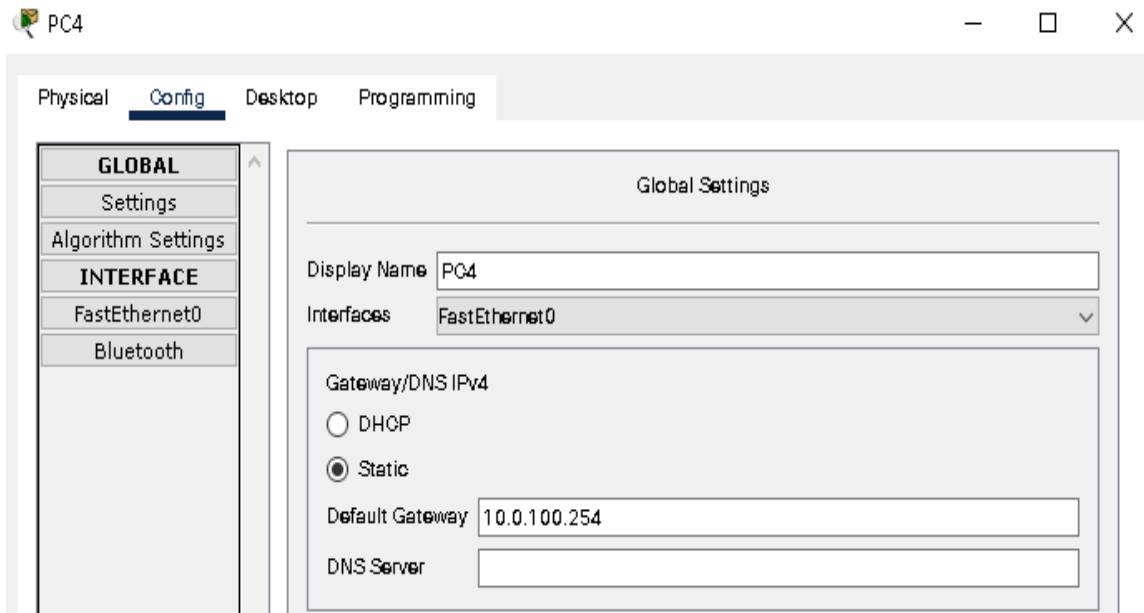 PC4
Physical Config Desktop Programming
GLOBAL
Settings
Algorithm Settings
INTERFACE
FastEthernet0
Bluetooth
Global Settings
Display Name PC4
Interfaces FastEthernet0
Gateway/DNS IPv4
DHCP
Static
Default Gateway 10.0.100.254
DNS Server